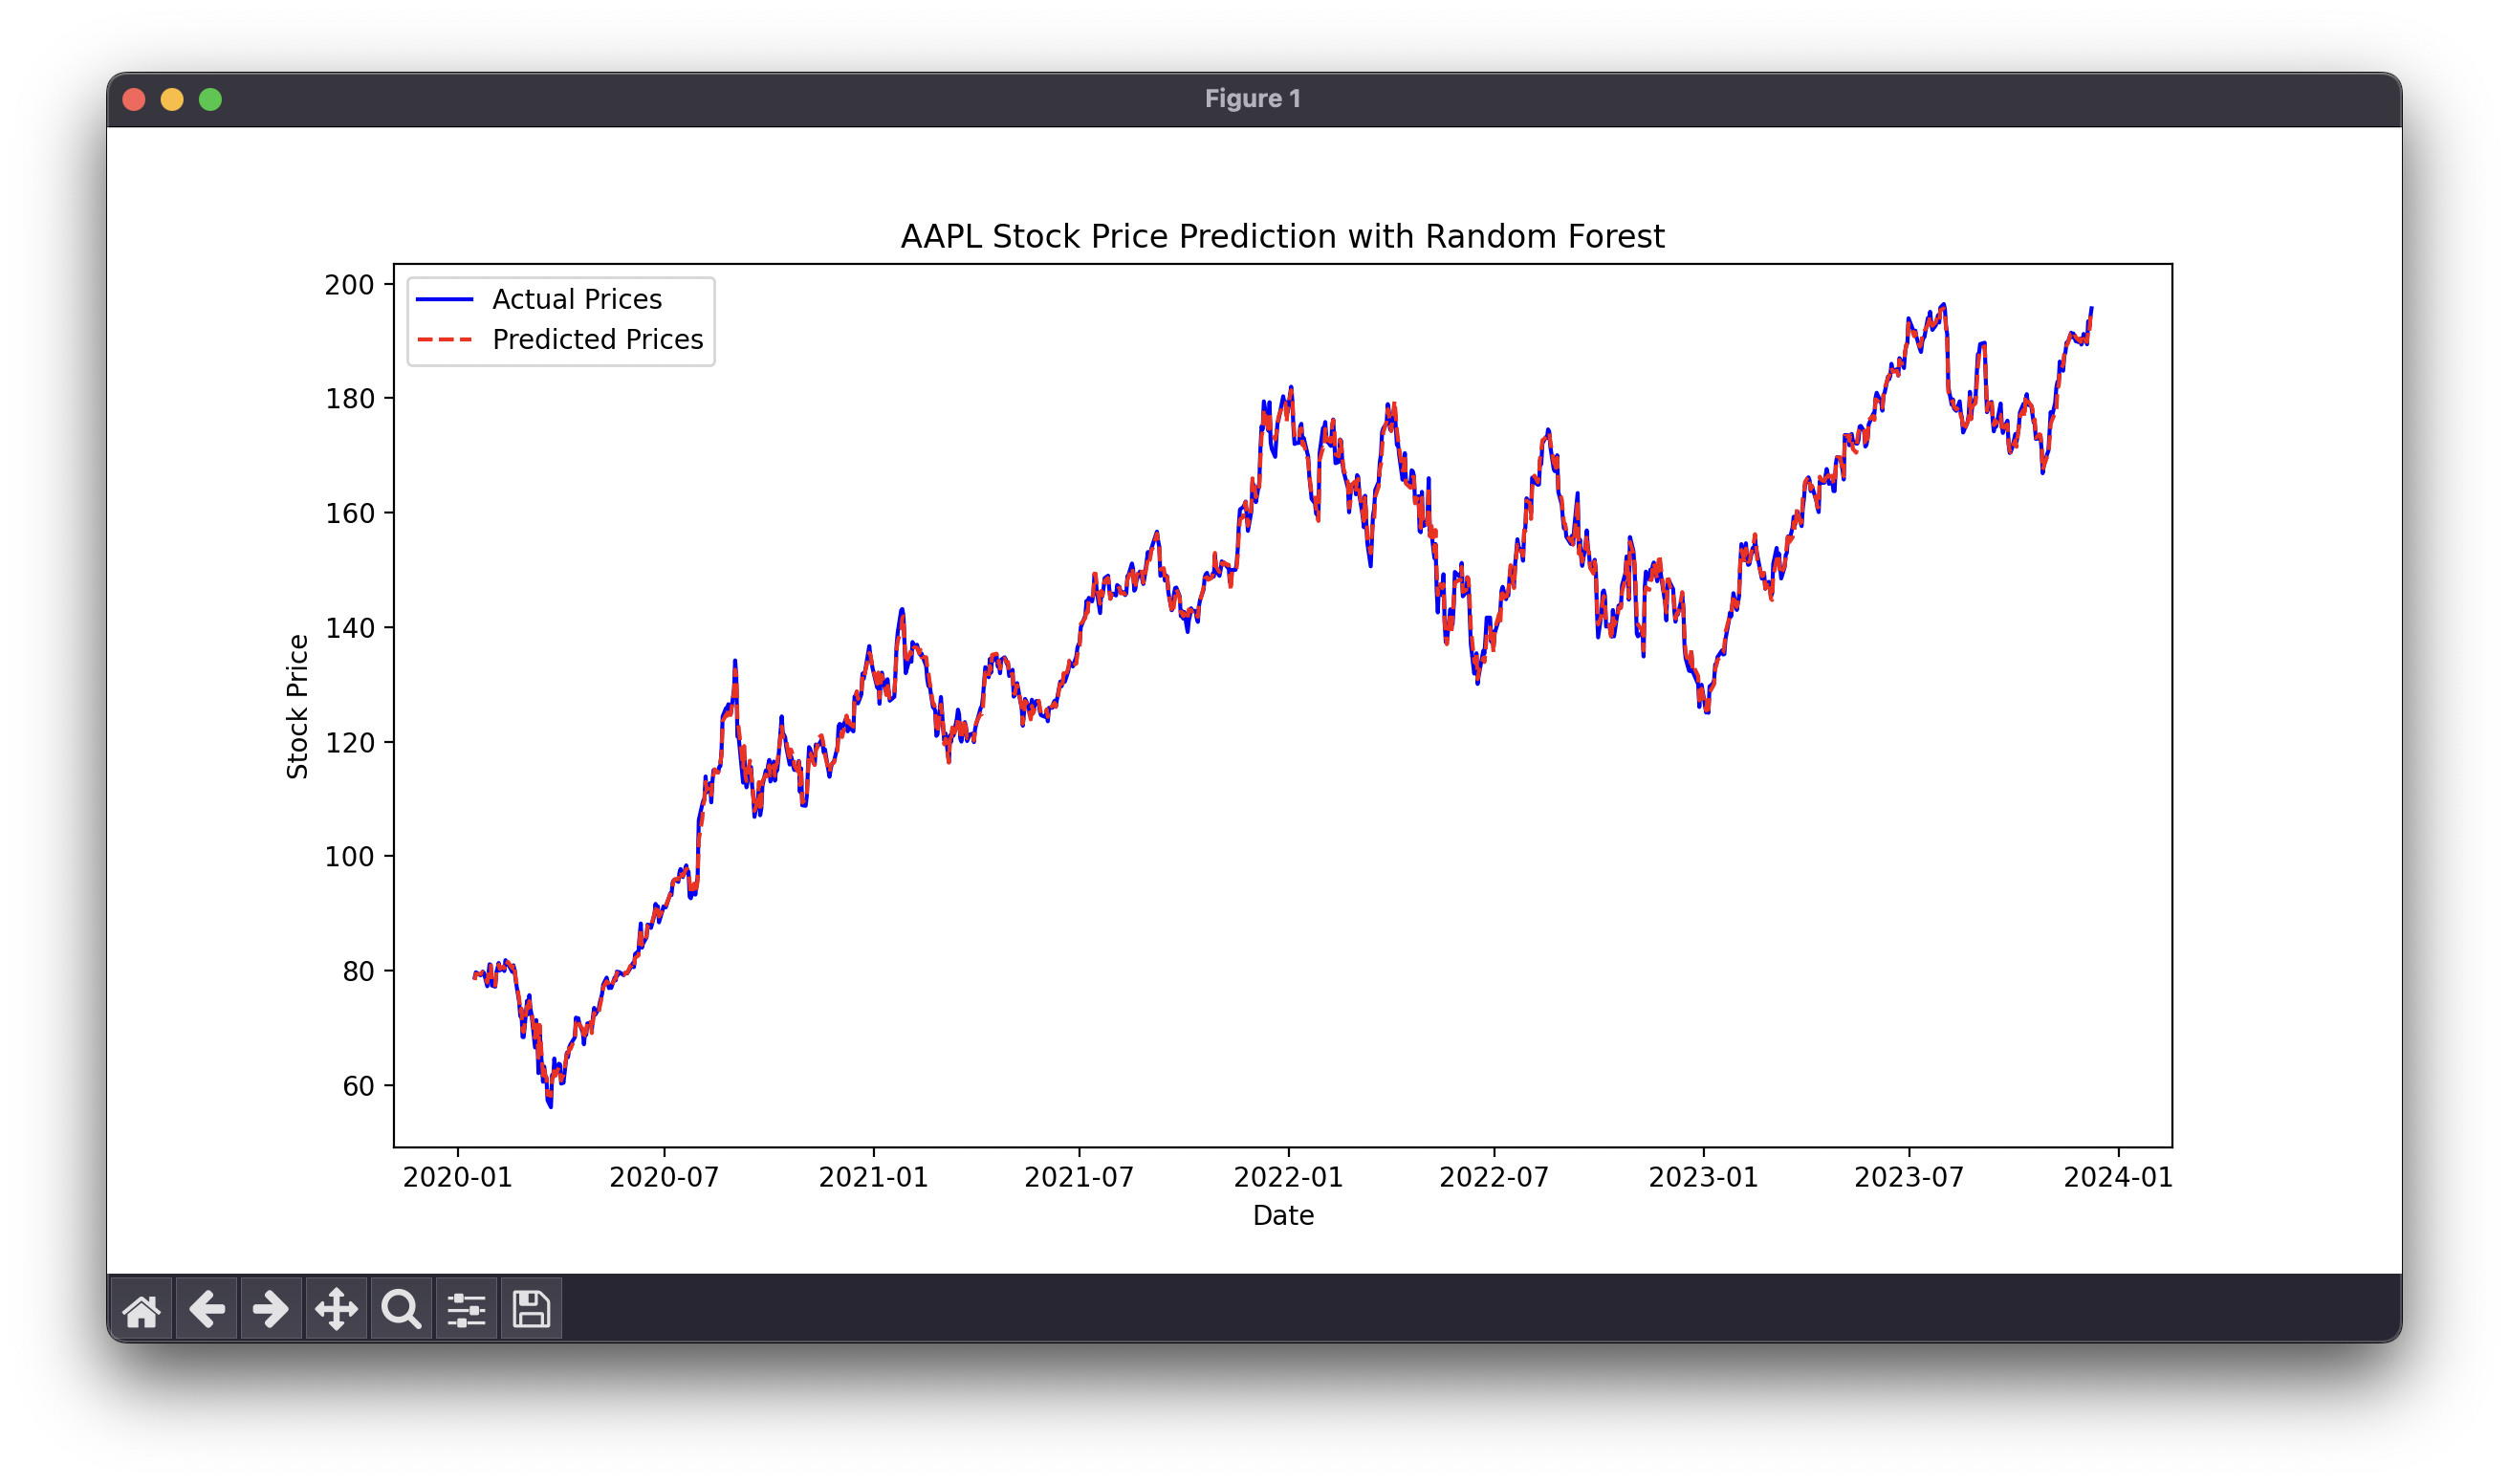 Figure 1
AAPL Stock Price Prediction with Random Forest
Actual Prices
Predicted Prices
200
180
160
140
120
100
80
60
Stock Price
2020-01
2020-07
2021-01
2021-07
2022-01
2022-07
2023-01
2023-07
2024-01
Date